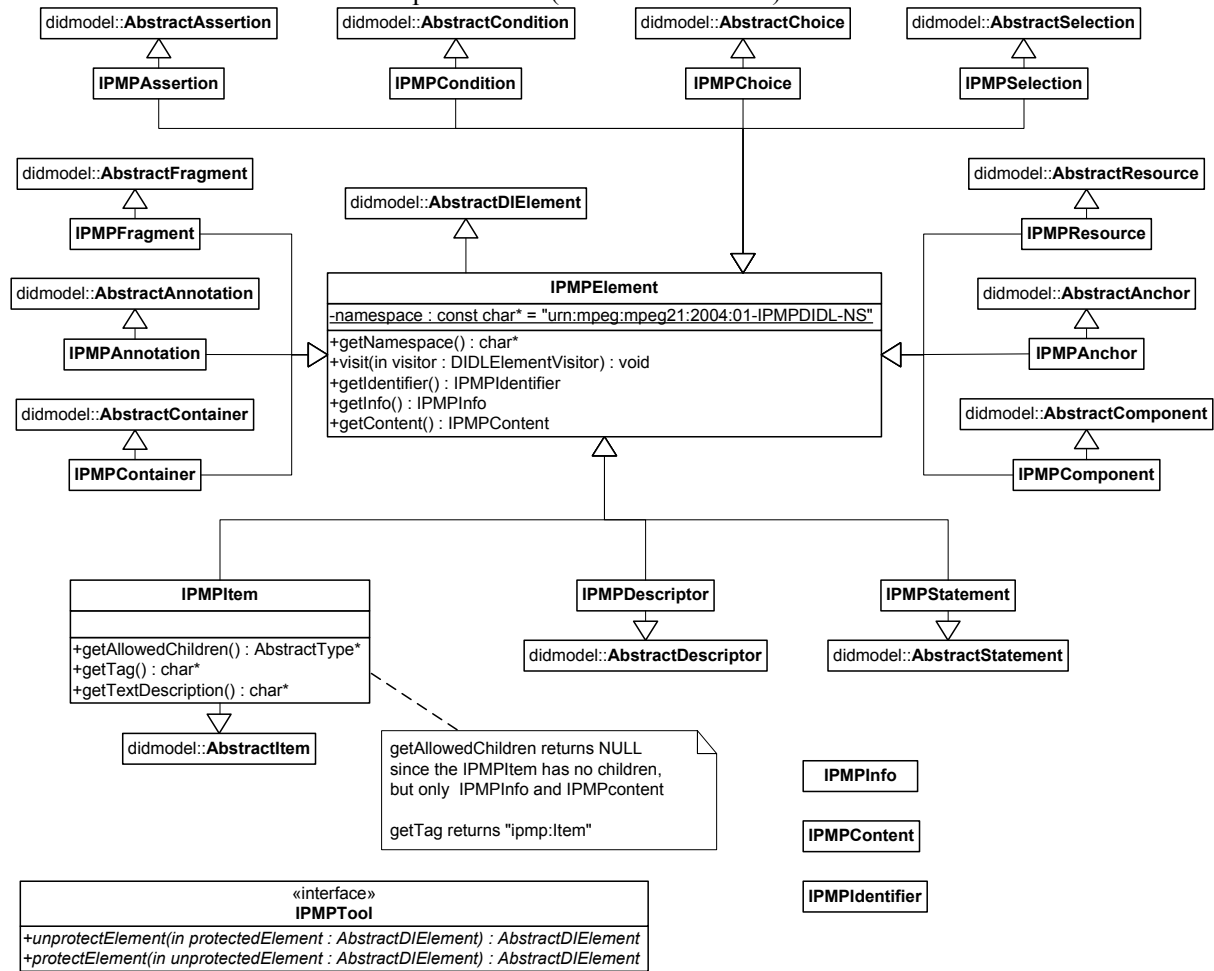 didmodel::AbstractAssertion
didmodel::AbstractCondition
didmodel::AbstractChoice
didmodel::AbstractSelection
IPMPAssertion
IPMPCondition
IPMPChoice
IPMPSelection
didmodel::AbstractFragment
IPMPFragment
didmodel::AbstractDIElement
didmodel::AbstractResource
IPMPResource
didmodel::AbstractAnnotation
IPMPAnnotation
didmodel::AbstractAnchor
IPMPAnchor
didmodel::AbstractContainer
IPMPContainer
didmodel::AbstractComponent
IPMPComponent
IPMPElement
-namespace : const char* = "urn:mpeg:mpeg21:2004:01-IPMPDIDL-NS"
+getNamespace() : char*
+visit(in visitor : DIDLElementVisitor) : void
+getIdentifier() : IPMPIdentifier
+getInfo() : IPMPInfo
+getContent() : IPMPContent
IPMPItem
+getAllowedChildren() : AbstractType*
+getTag() : char*
+getTextDescription() : char*
didmodel::AbstractItem
IPMPDescriptor
didmodel::AbstractDescriptor
IPMPStatement
didmodel::AbstractStatement
getAllowedChildren returns NULL
since the IPMPItem has no children,
but only IPMPInfo and IPMPcontent
getTag returns "ipmp:Item"
IPMPInfo
IPMPContent
IPMPIdentifier
«interface»
IPMPTool
+unprotectElement(in protectedElement : AbstractDIElement) : AbstractDIElement
+protectElement(in unprotectedElement : AbstractDIElement) : AbstractDIElement